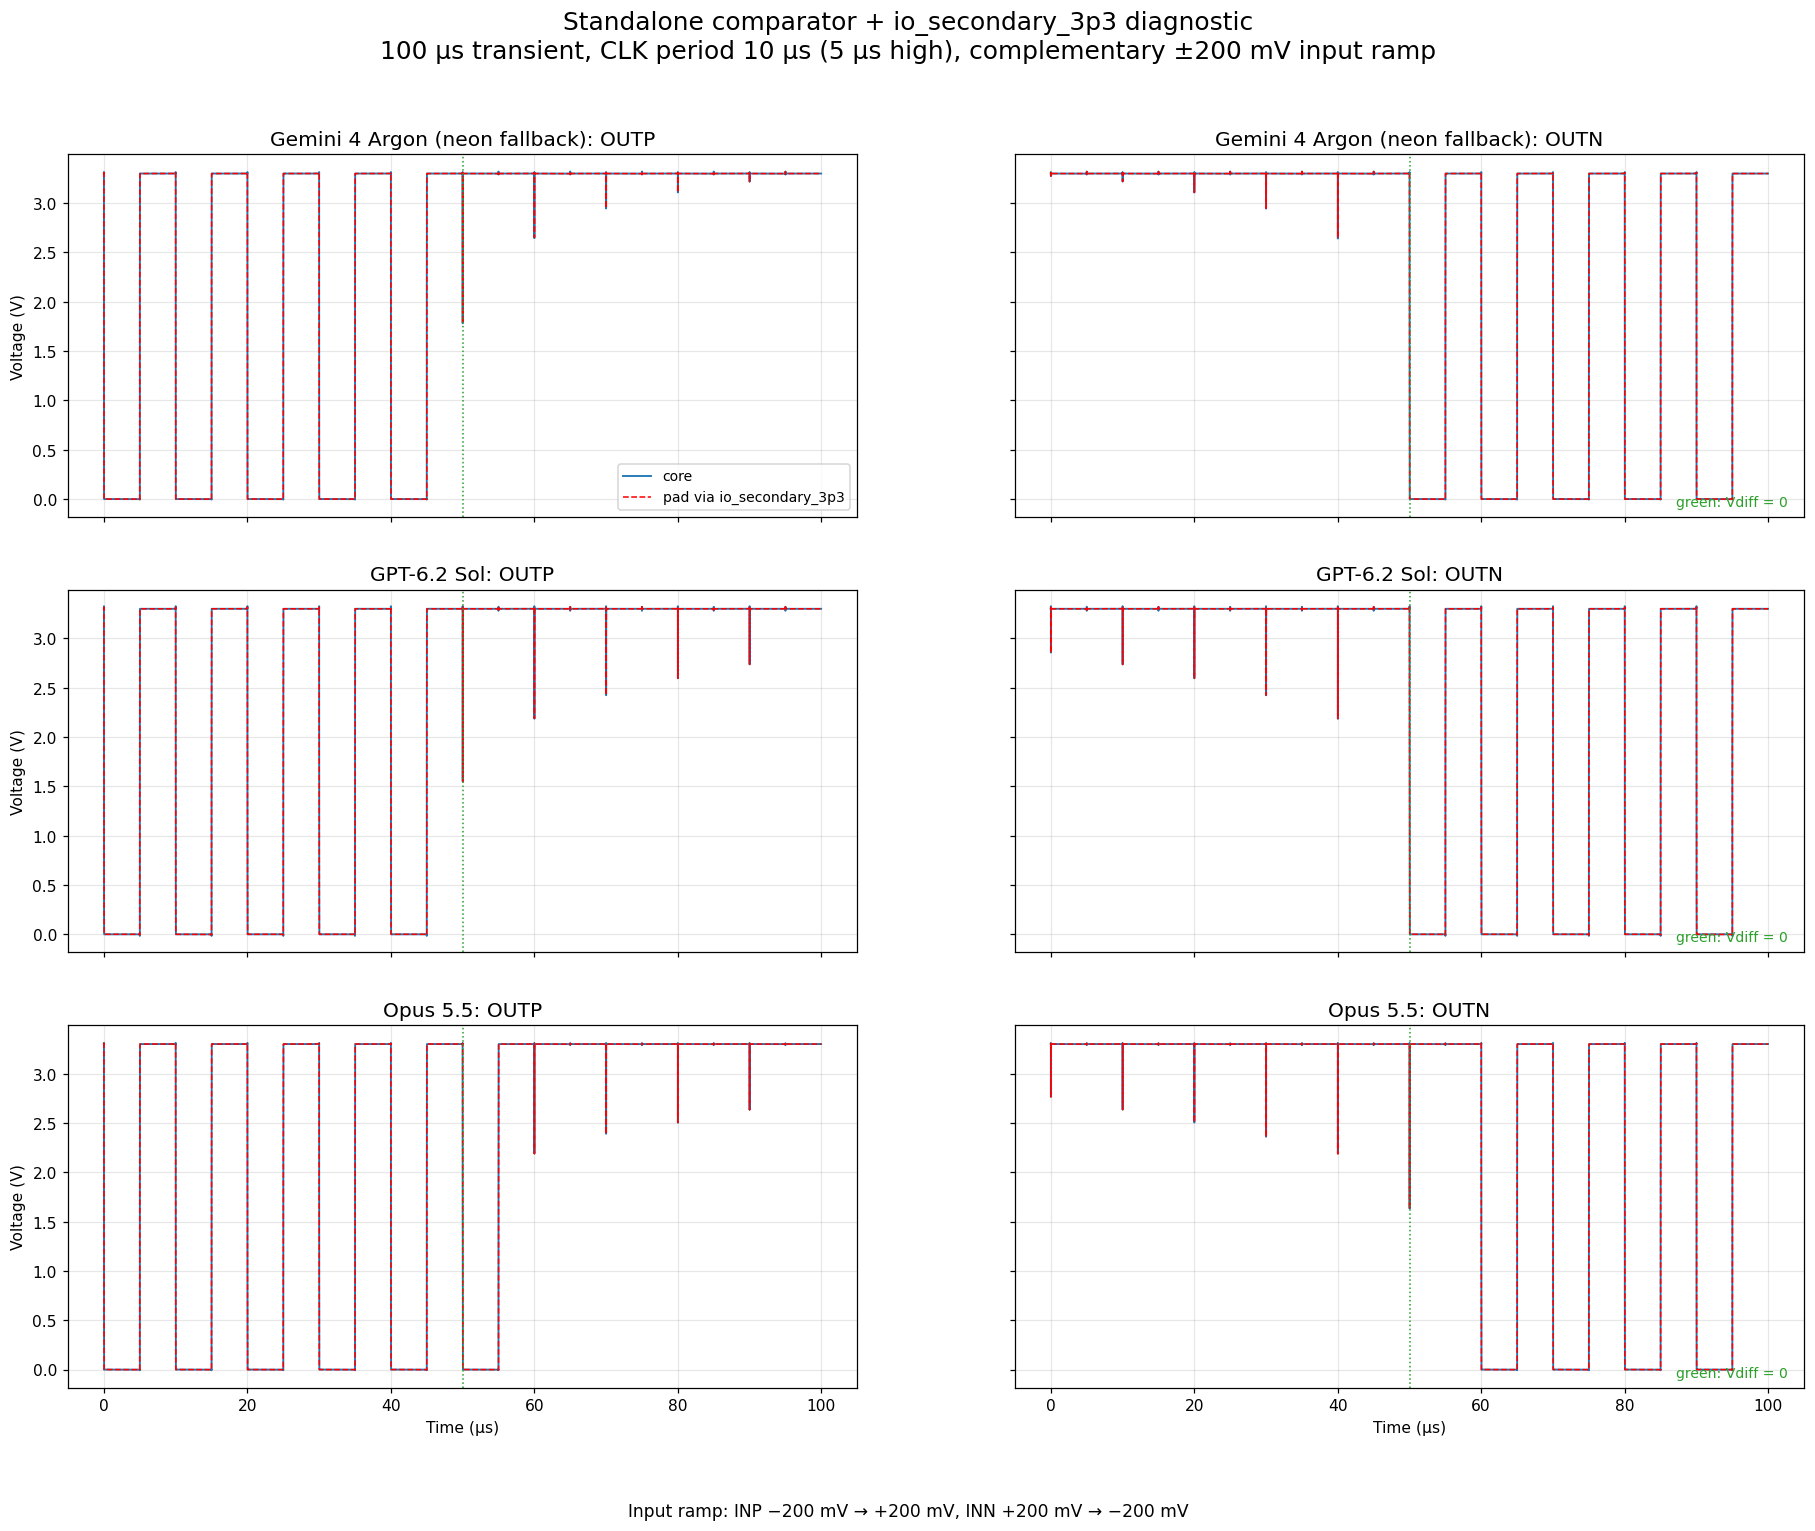 Standalone comparator + io_secondary_3p3 diagnostic
100 µs transient, CLK period 10 µs (5 µs high), complementary ±200 mV input ramp
Gemini 4 Argon (neon fallback): OUTP
Gemini 4 Argon (neon fallback): OUTN
Voltage (V)
3.0
2.5
2.0
1.5
1.0
0.5
0.0
core
pad via io_secondary_3p3
green: Vdiff = 0
GPT-6.2 Sol: OUTP
GPT-6.2 Sol: OUTN
Voltage (V)
3.0
2.5
2.0
1.5
1.0
0.5
0.0
green: Vdiff = 0
Opus 5.5: OUTP
Opus 5.5: OUTN
Voltage (V)
3.0
2.5
2.0
1.5
1.0
0.5
0.0
green: Vdiff = 0
0 20 40 60 80 100
0 20 40 60 80 100
Time (µs)
Time (µs)
Input ramp: INP −200 mV → +200 mV, INN +200 mV → −200 mV